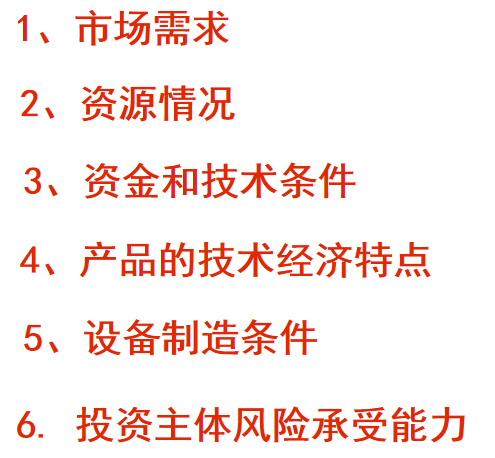 1、市场需求
2、资源情况
3、资金和技术条件
4、产品的技术经济特点
5、设备制造条件
6. 投资主体风险承受能力